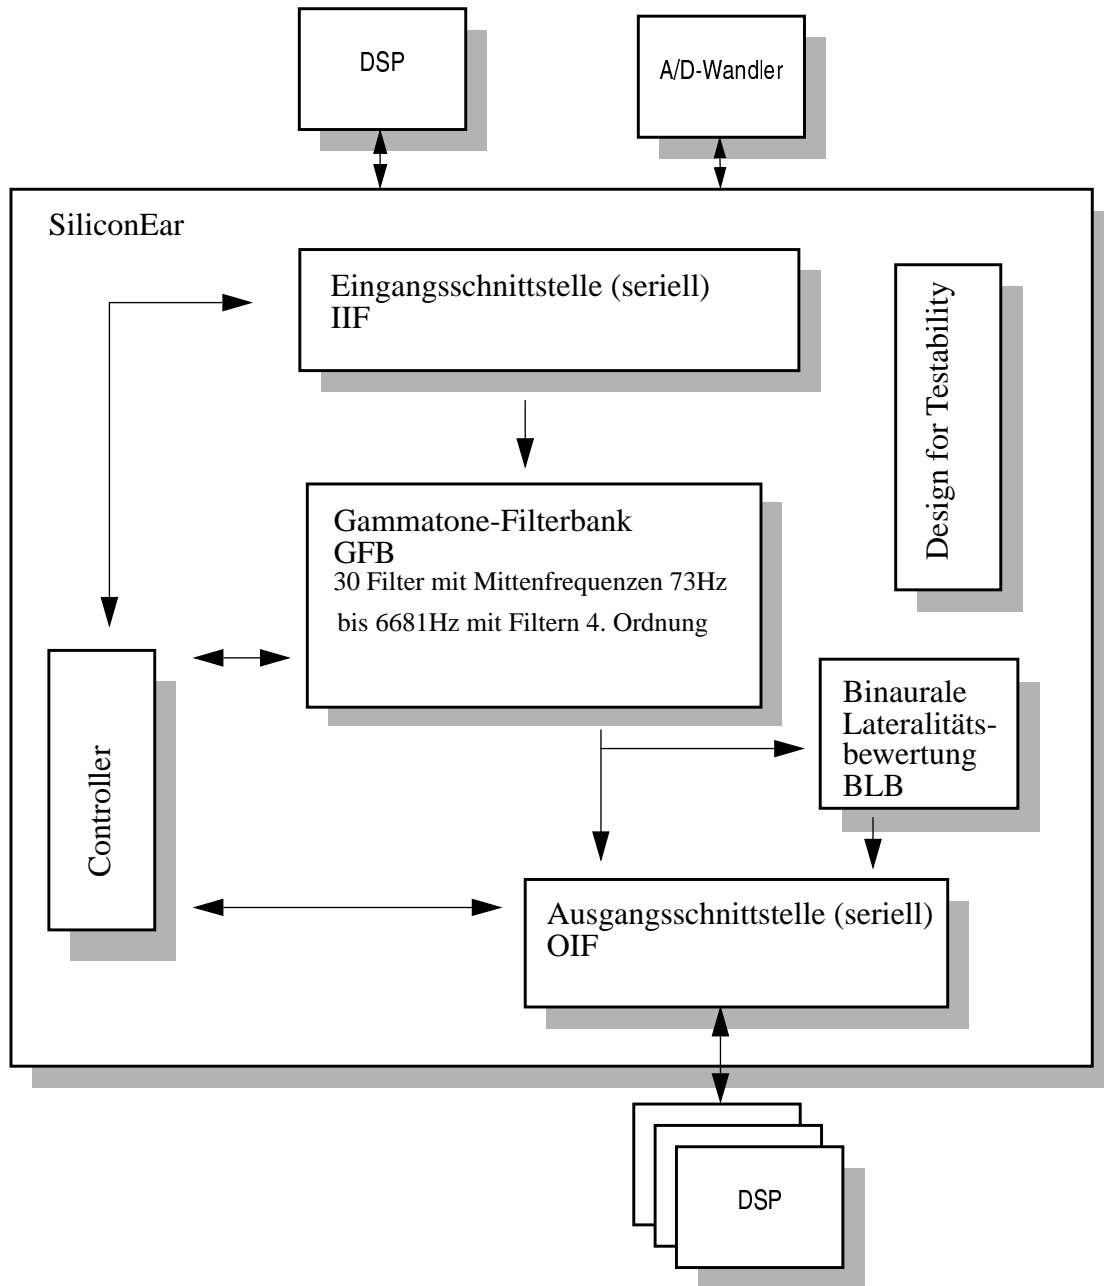 DSP
A/D-Wandler
SiliconEar
Eingangsschnittstelle (seriell)
IIF
Design for Testability
Gammatone-Filterbank
GFB
30 Filter mit Mittenfrequenzen 73Hz
bis 6681Hz mit Filtern 4. Ordnung
Controller
Binaurale
Lateralitäts-
bewertung
BLB
Ausgangsschnittstelle (seriell)
OIF
DSP